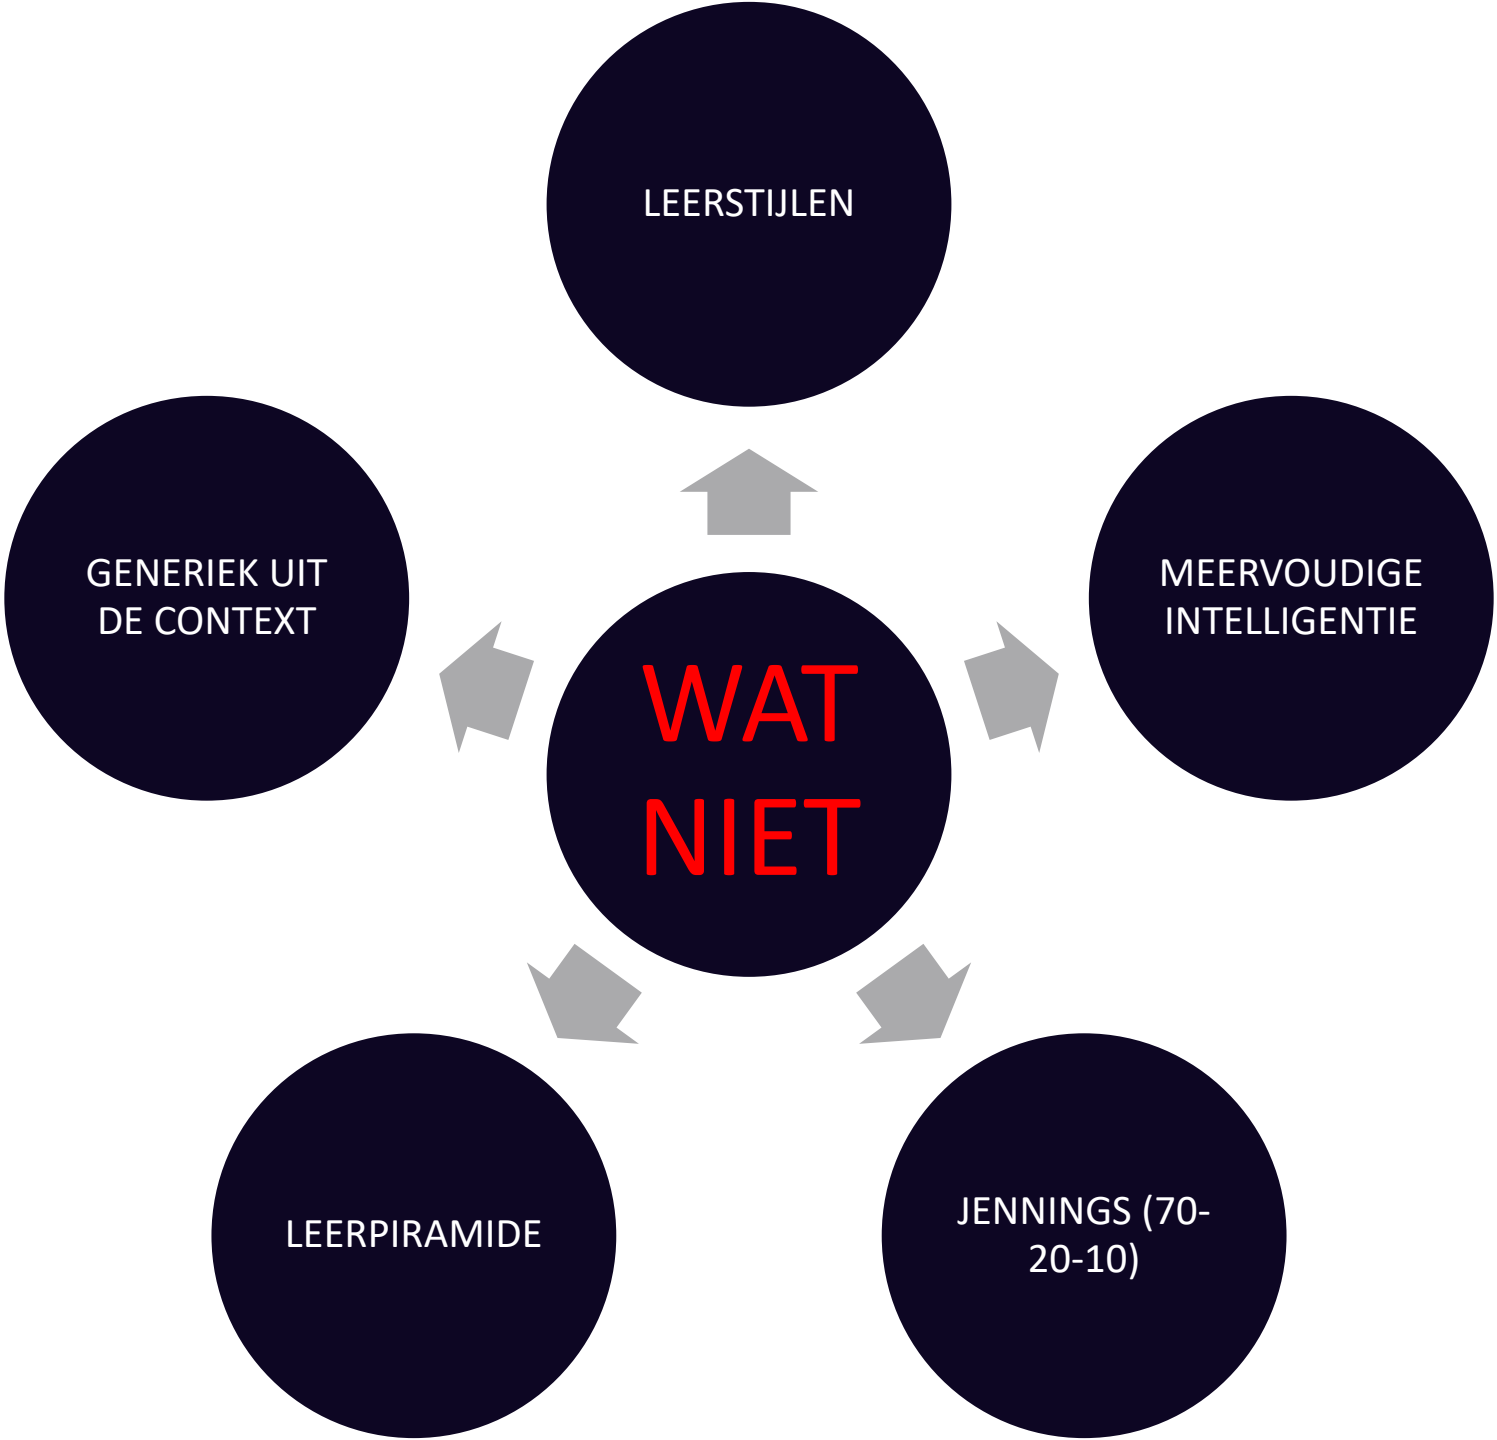 LEERSTIJLEN
GENERIEK UIT
DE CONTEXT
MEERVOUDIGE
INTELLIGENTIE
WAT
NIET
LEERPIRAMIDE
JENNINGS (70-
20-10)